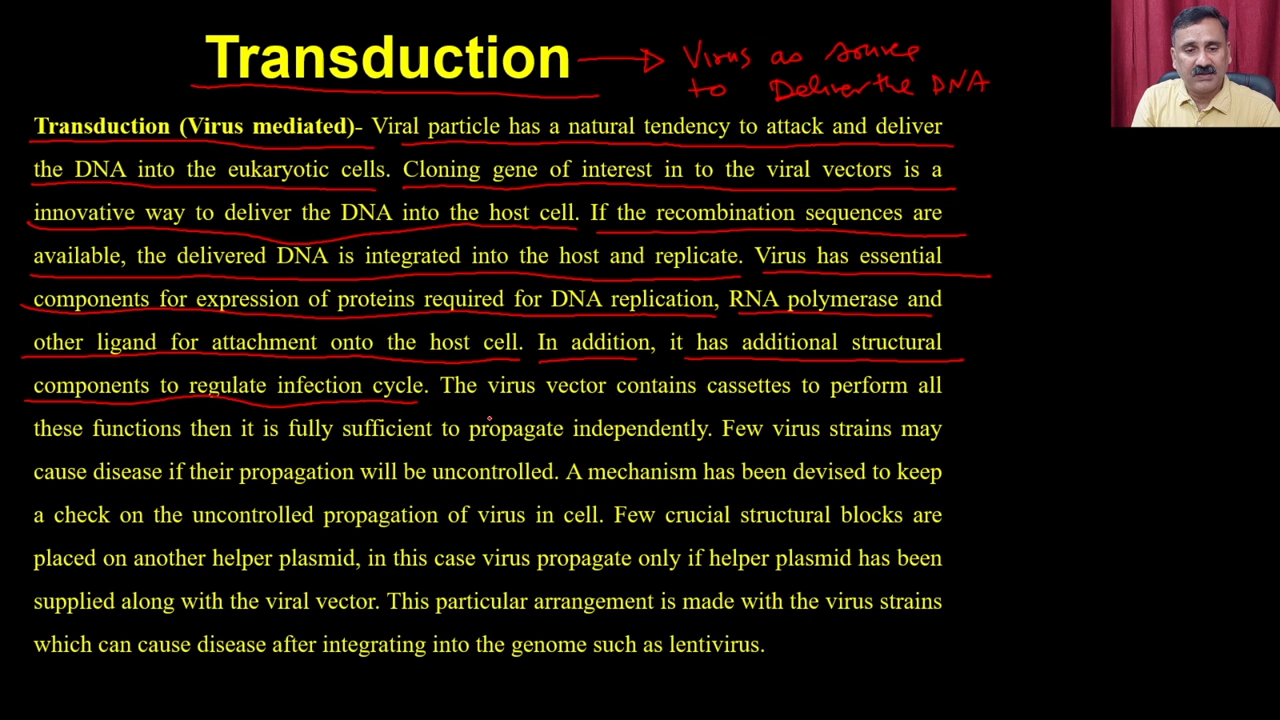 Transduction
Virus as source
to Deliver the DNA
Transduction (Virus mediated)- Viral particle has a natural tendency to attack and deliver
the DNA into the eukaryotic cells. Cloning gene of interest in to the viral vectors is a
innovative way to deliver the DNA into the host cell. If the recombination sequences are
available, the delivered DNA is integrated into the host and replicate. Virus has essential
components for expression of proteins required for DNA replication, RNA polymerase and
other ligand for attachment onto the host cell. In addition, it has additional structural
components to regulate infection cycle. The virus vector contains cassettes to perform all
these functions then it is fully sufficient to propagate independently. Few virus strains may
cause disease if their propagation will be uncontrolled. A mechanism has been devised to keep
a check on the uncontrolled propagation of virus in cell. Few crucial structural blocks are
placed on another helper plasmid, in this case virus propagate only if helper plasmid has been
supplied along with the viral vector. This particular arrangement is made with the virus strains
which can cause disease after integrating into the genome such as lentivirus.